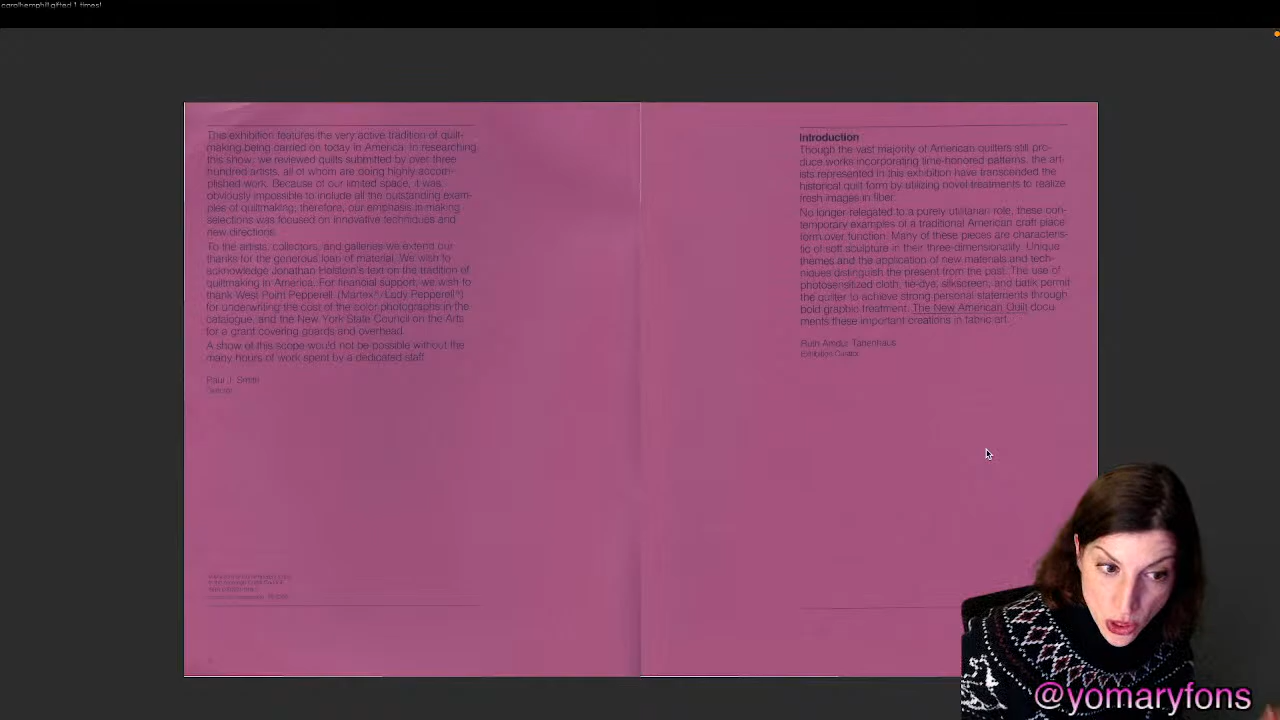 This exhibition features the very active tradition of quilt-
making being carried on today in America. In researching
this show, we reviewed quilts submitted by over three
hundred artists, all of whom are doing highly accom-
plished work. Because of our limited space, it was
obviously impossible to include all the outstanding exam-
ples of quiltmaking; therefore, our emphasis in making
selections was focused on innovative techniques and
new directions.
To the artists, collectors, and galleries we extend our
thanks for the generous loan of material. We wish to
acknowledge Jonathan Holstein's text on the tradition of
quiltmaking in America. For financial support, we wish to
thank West Point Pepperell (Martex®/Lady Pepperell®)
for underwriting the cost of the color photographs in the
catalogue, and the New York State Council on the Arts
for a grant covering guards and overhead.
A show of this scope would not be possible without the
many hours of work spent by a dedicated staff.
Paul J. Smith
Director
Introduction
Though the vast majority of American quilters still pro-
duce works incorporating time-honored patterns, the art-
ists represented in this exhibition have transcended the
historical quilt form by utilizing novel treatments to realize
fresh images in fiber.
No longer relegated to a purely utilitarian role, these con-
temporary examples of a traditional American craft place
form over function. Many of these pieces are characteris-
tic of soft sculpture in their three-dimensionality. Unique
themes and the application of new materials and tech-
niques distinguish the present from the past. The use of
photosensitized cloth, tie-dye, silkscreen, and batik permit
the quilter to achieve strong personal statements through
bold graphic treatment. The New American Quilt docu-
ments these important creations in fabric art.
Ruth Amdur Tanenhaus
Exhibition Curator
@yomaryfons